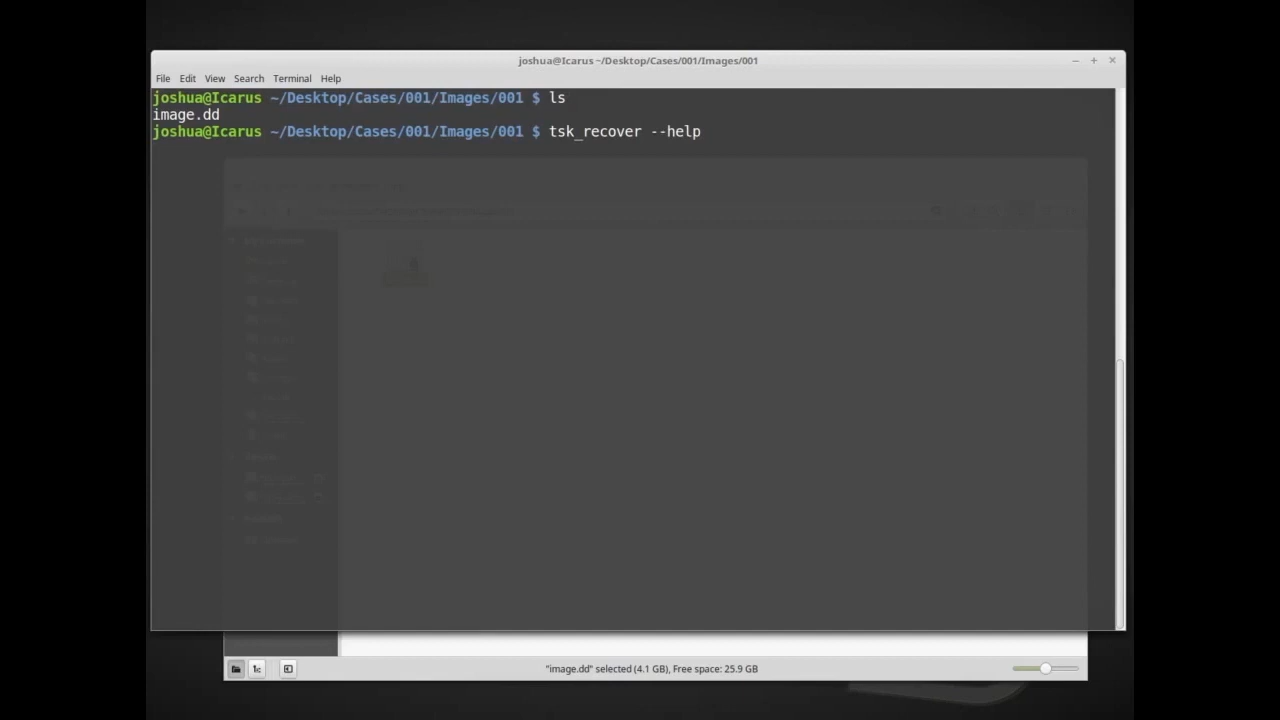 joshua@Icarus ~/Desktop/Cases/001/Images/001
File Edit View Search Terminal Help
joshua@Icarus ~/Desktop/Cases/001/Images/001 $ ls
image.dd
joshua@Icarus ~/Desktop/Cases/001/Images/001 $ tsk_recover --help
"image.dd" selected (4.1 GB), Free space: 25.9 GB